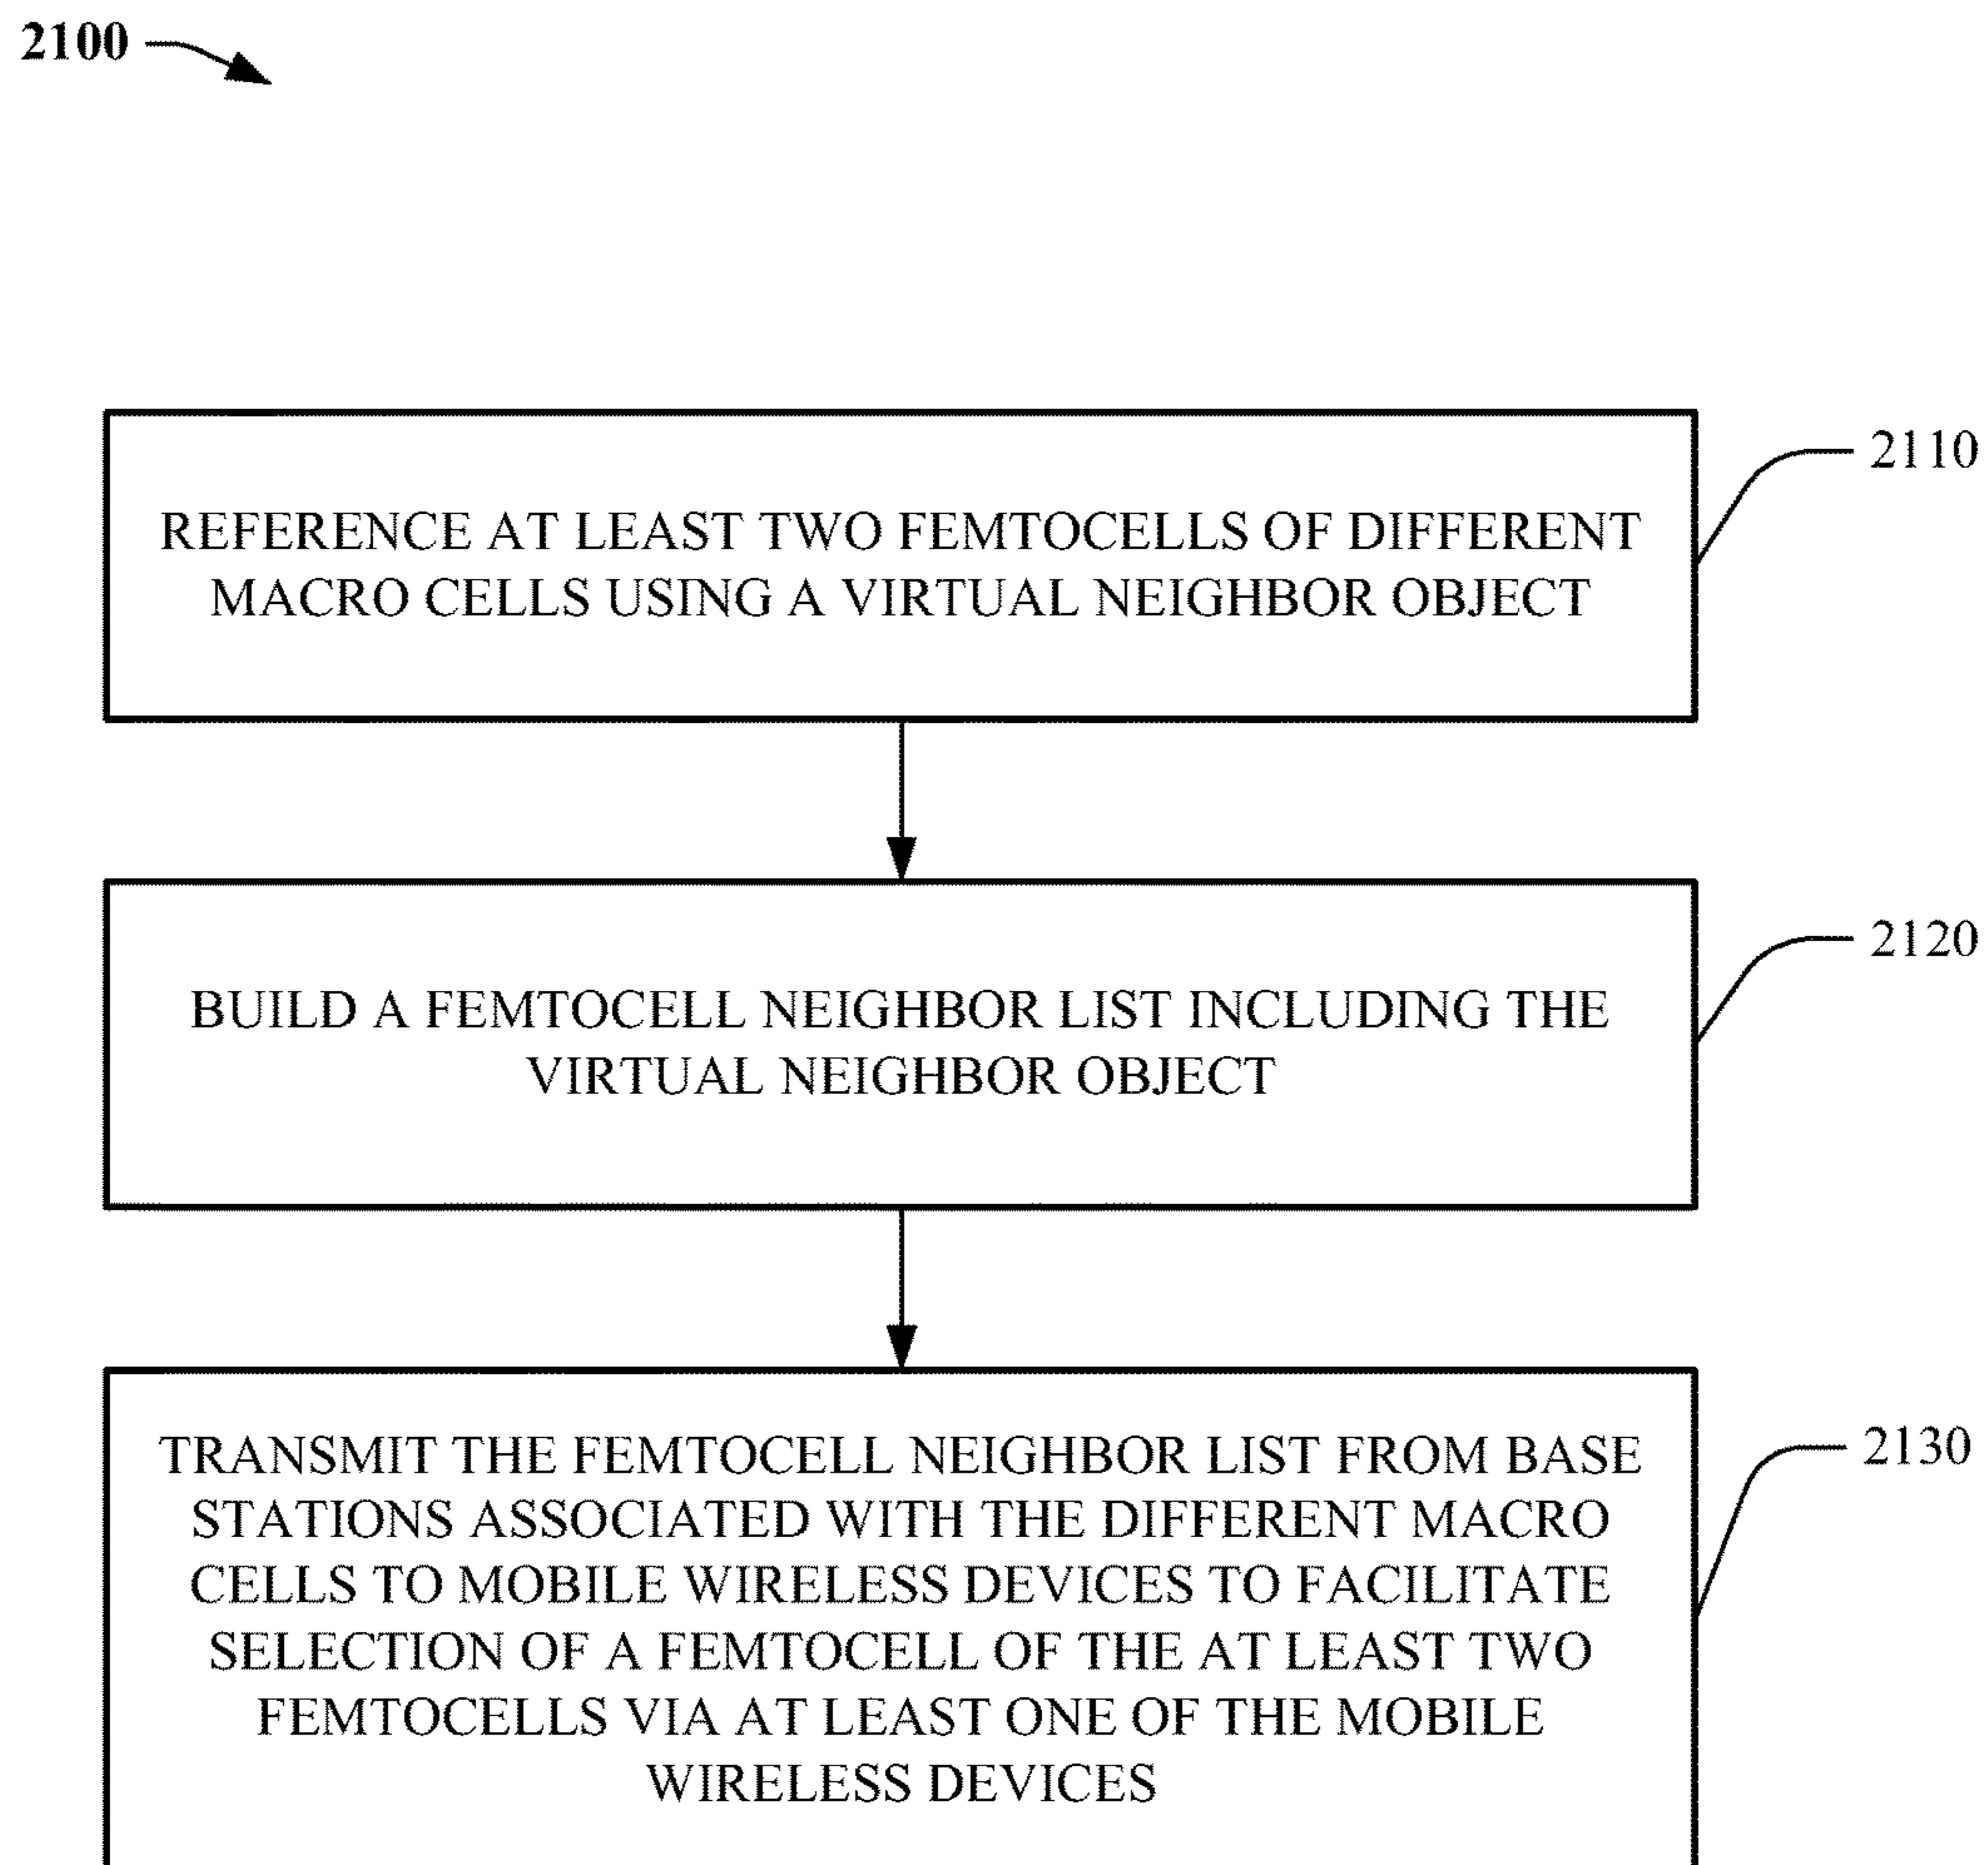 2100
REFERENCE AT LEAST TWO FEMTOCELLS OF DIFFERENT
MACRO CELLS USING A VIRTUAL NEIGHBOR OBJECT
2110
BUILD A FEMTOCELL NEIGHBOR LIST INCLUDING THE
VIRTUAL NEIGHBOR OBJECT
2120
TRANSMIT THE FEMTOCELL NEIGHBOR LIST FROM BASE
STATIONS ASSOCIATED WITH THE DIFFERENT MACRO
CELLS TO MOBILE WIRELESS DEVICES TO FACILITATE
SELECTION OF A FEMTOCELL OF THE AT LEAST TWO
FEMTOCELLS VIA AT LEAST ONE OF THE MOBILE
WIRELESS DEVICES
2130